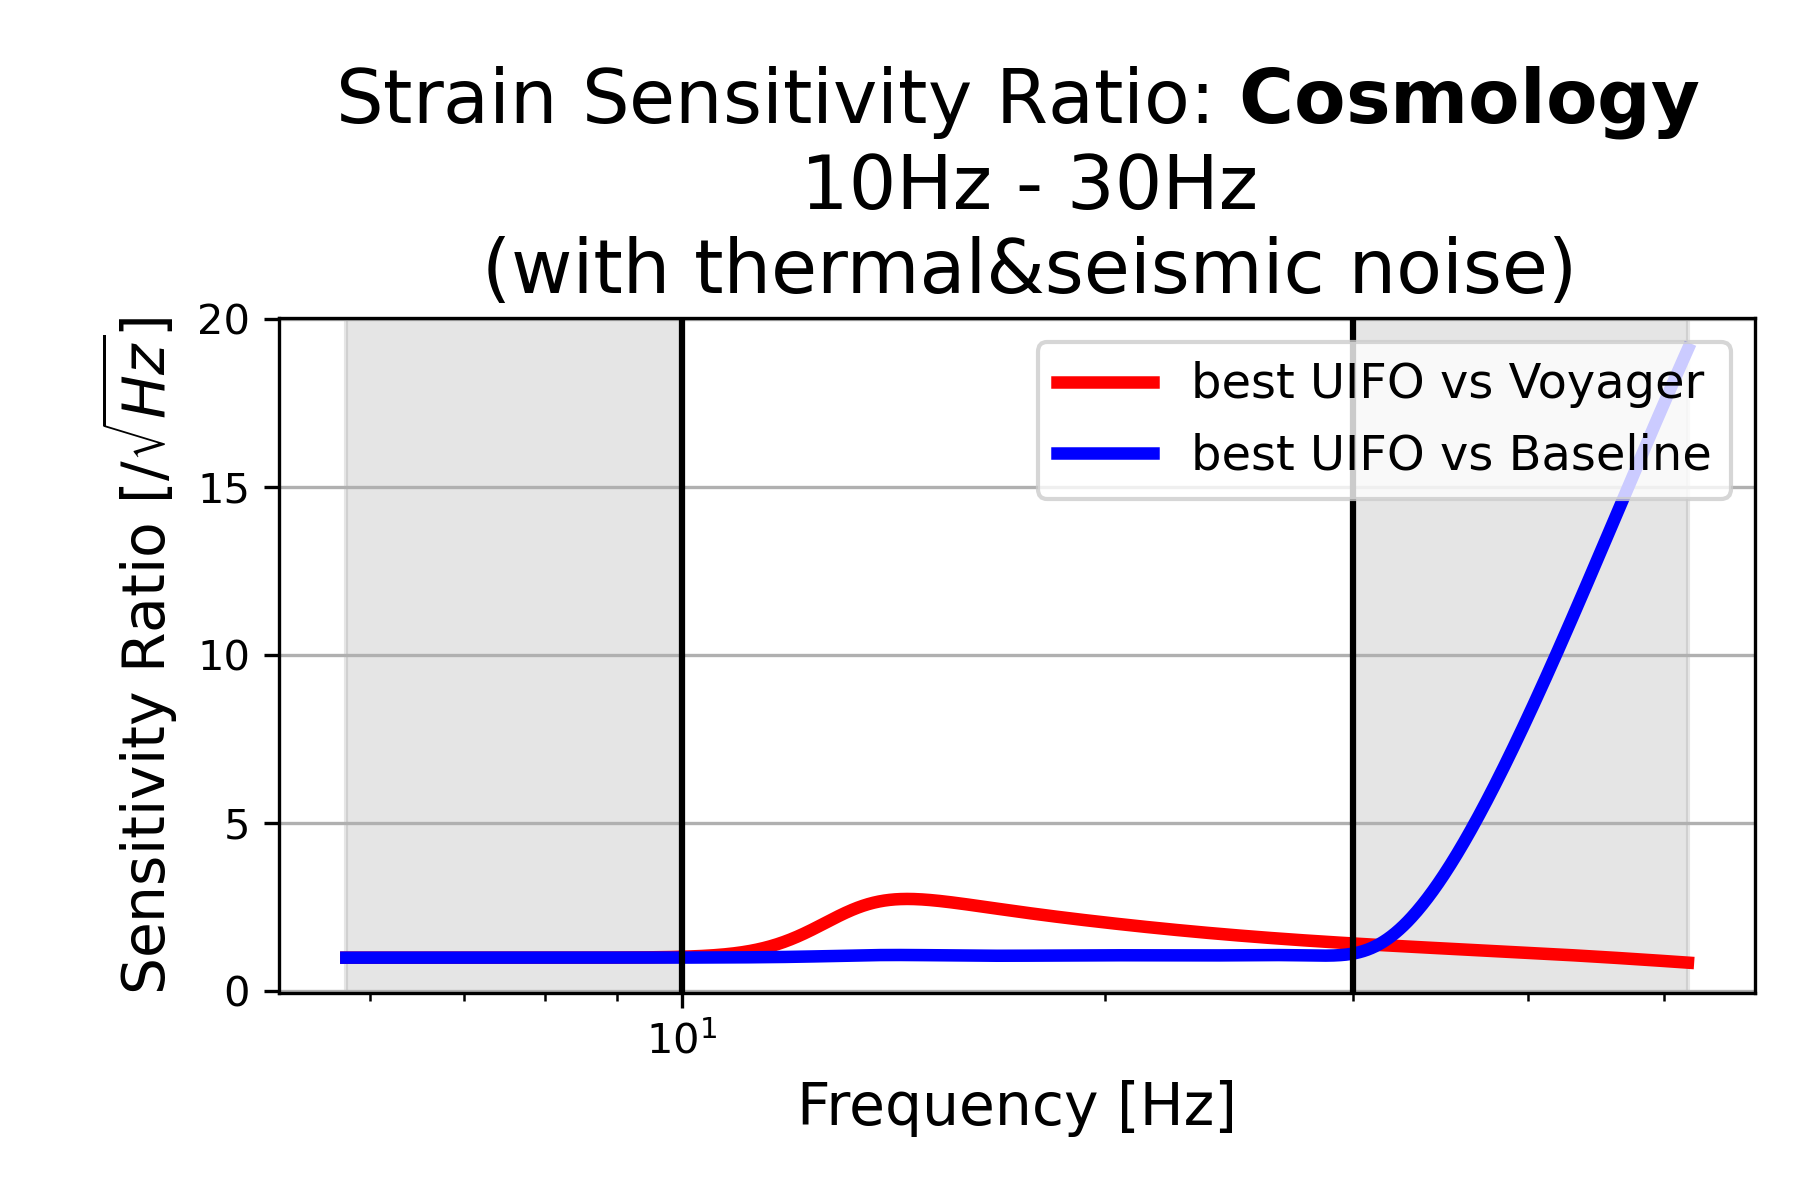 Strain Sensitivity Ratio: Cosmology
10Hz - 30Hz
(with thermal&seismic noise)
Sensitivity Ratio [/√Hz]
20
15
10
5
0
best UIFO vs Voyager
best UIFO vs Baseline
10¹
Frequency [Hz]